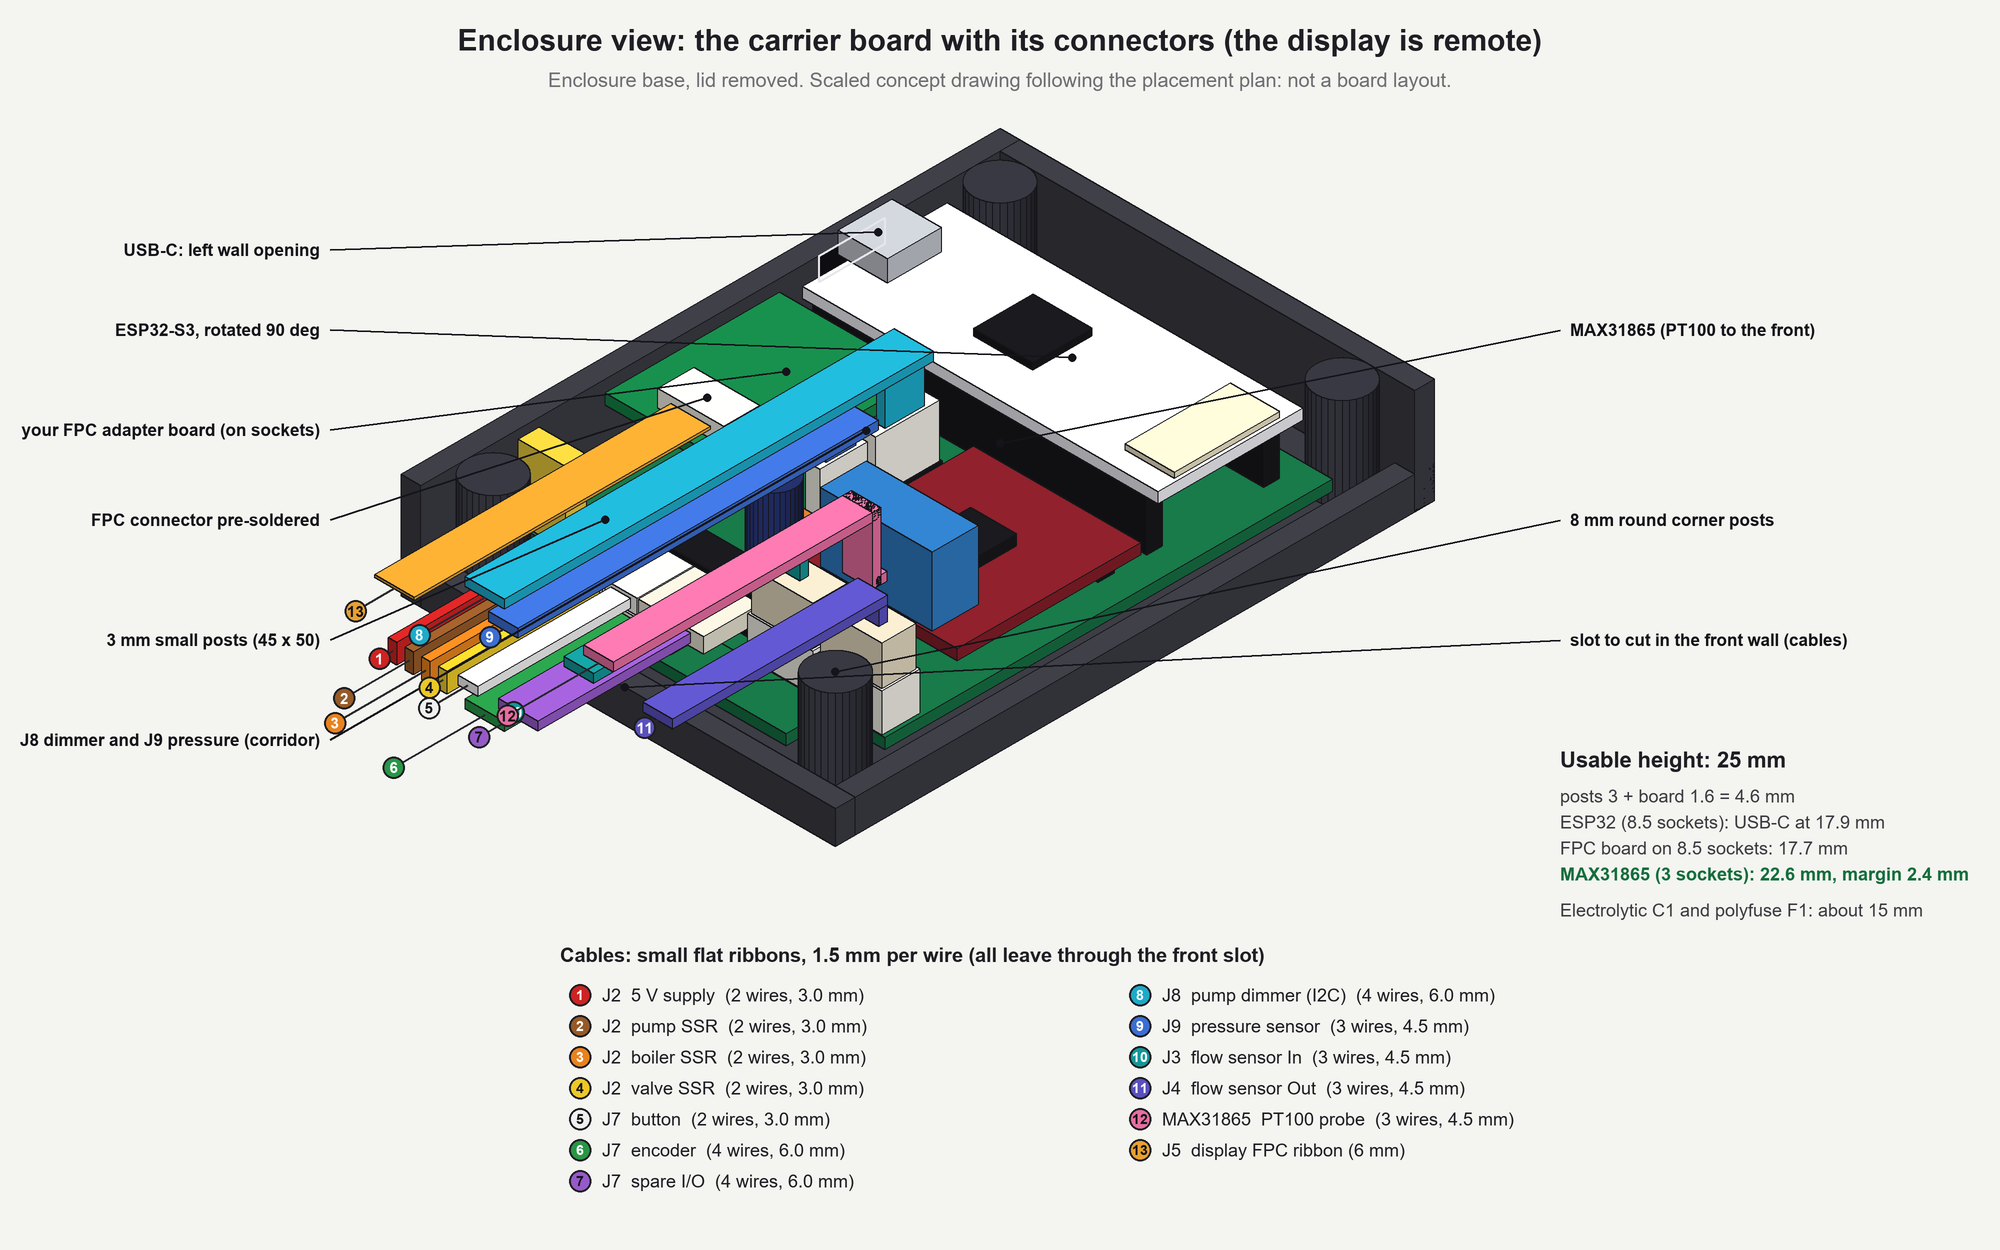 Enclosure view: the carrier board with its connectors (the display is remote)
Enclosure base, lid removed. Scaled concept drawing following the placement plan: not a board layout.
USB-C: left wall opening
ESP32-S3, rotated 90 deg
MAX31865 (PT100 to the front)
your FPC adapter board (on sockets)
FPC connector pre-soldered
8 mm round corner posts
3 mm small posts (45 x 50)
slot to cut in the front wall (cables)
J8 dimmer and J9 pressure (corridor)
13
8
9
1
2
4
5
3
12
7
11
6
Usable height: 25 mm
posts 3 + board 1.6 = 4.6 mm
ESP32 (8.5 sockets): USB-C at 17.9 mm
FPC board on 8.5 sockets: 17.7 mm
MAX31865 (3 sockets): 22.6 mm, margin 2.4 mm
Electrolytic C1 and polyfuse F1: about 15 mm
Cables: small flat ribbons, 1.5 mm per wire (all leave through the front slot)
1 J2 5 V supply (2 wires, 3.0 mm)
2 J2 pump SSR (2 wires, 3.0 mm)
3 J2 boiler SSR (2 wires, 3.0 mm)
4 J2 valve SSR (2 wires, 3.0 mm)
5 J7 button (2 wires, 3.0 mm)
6 J7 encoder (4 wires, 6.0 mm)
7 J7 spare I/O (4 wires, 6.0 mm)
8 J8 pump dimmer (I2C) (4 wires, 6.0 mm)
9 J9 pressure sensor (3 wires, 4.5 mm)
10 J3 flow sensor In (3 wires, 4.5 mm)
11 J4 flow sensor Out (3 wires, 4.5 mm)
12 MAX31865 PT100 probe (3 wires, 4.5 mm)
13 J5 display FPC ribbon (6 mm)